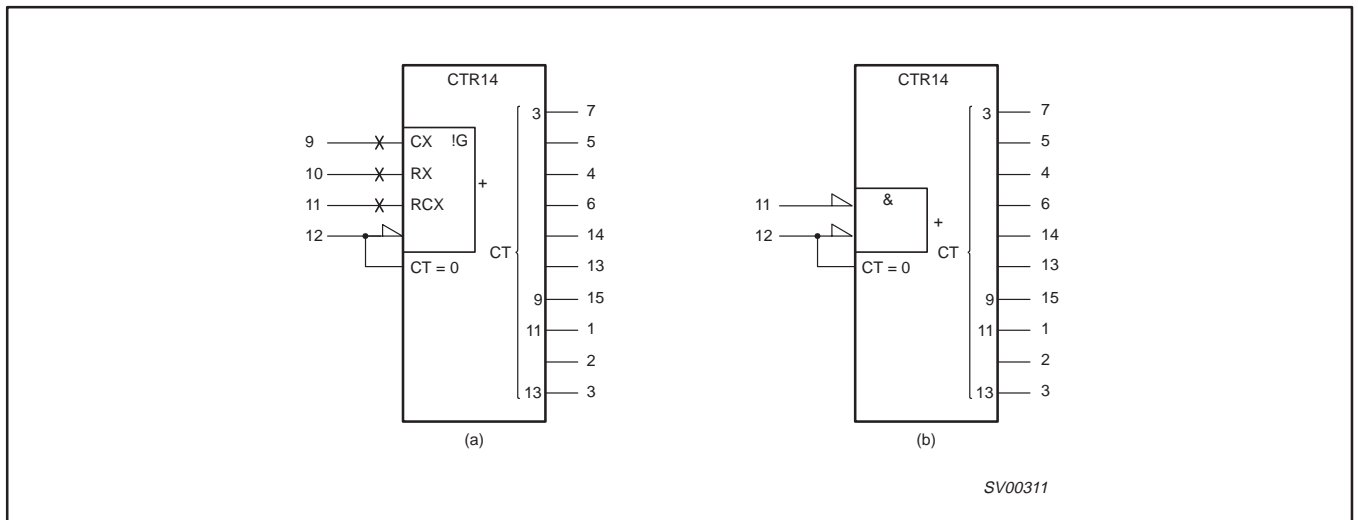 CTR14
3 7
9 CX !G 5
10 RX 4
+
11 RCX 6
12 14
CT
CT = 0 13
9 15
11 1
2
13 3
(a)
CTR14
3 7
5
4
11 & 6
+
12 14
CT
CT = 0 13
9 15
11 1
2
13 3
(b)
SV00311